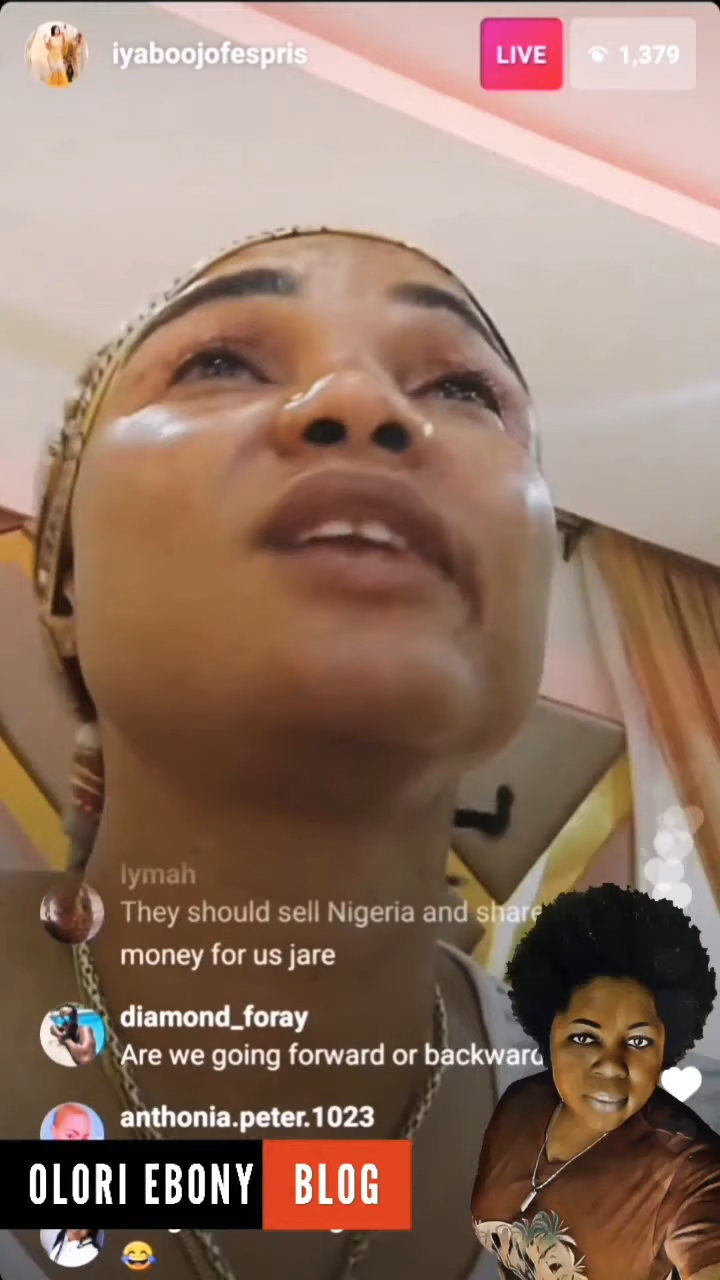 iyaboojofespris
LIVE
1,379
lymah
They should sell Nigeria and share
money for us jare
diamond_foray
Are we going forward or backward
anthonia.peter.1023
OLORI EBONY BLOG
😂